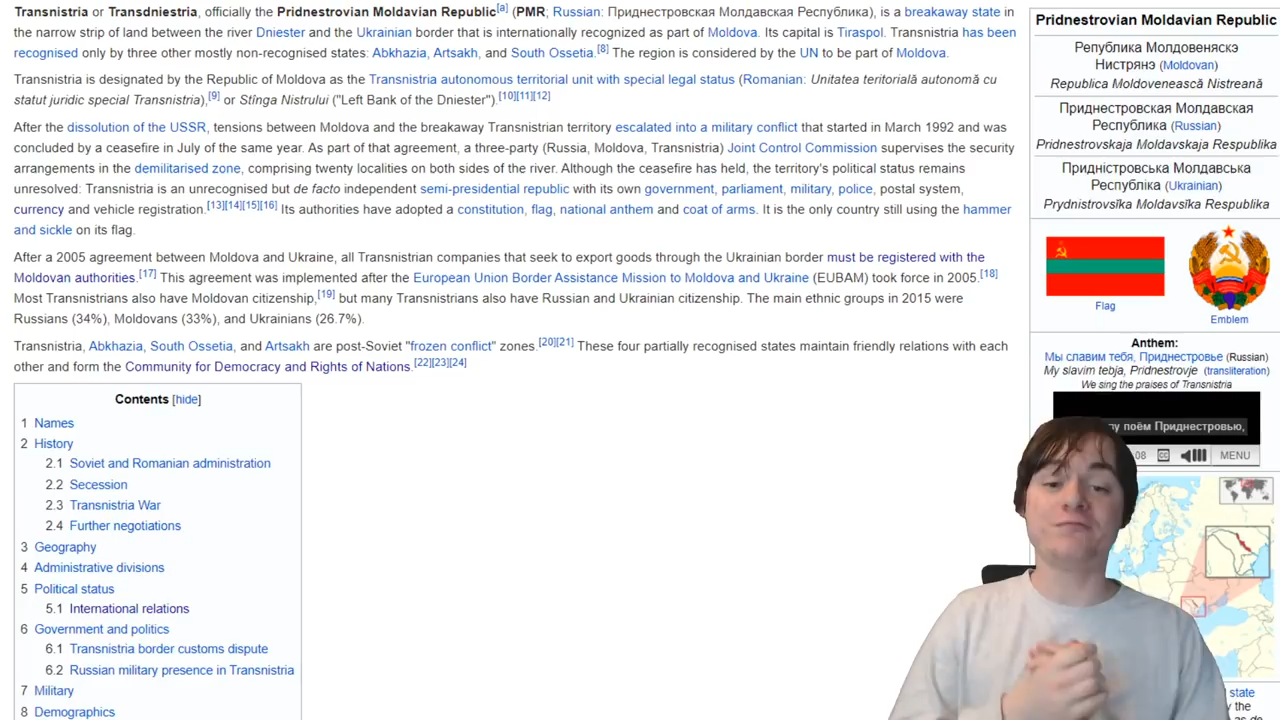 Transnistria or Transdniestria, officially the Pridnestrovian Moldavian Republic[a] (PMR; Russian: Приднестровская Молдавская Республика), is a breakaway state in
the narrow strip of land between the river Dniester and the Ukrainian border that is internationally recognized as part of Moldova. Its capital is Tiraspol. Transnistria has been
recognised only by three other mostly non-recognised states: Abkhazia, Artsakh, and South Ossetia.[8] The region is considered by the UN to be part of Moldova.
Transnistria is designated by the Republic of Moldova as the Transnistria autonomous territorial unit with special legal status (Romanian: Unitatea teritorială autonomă cu
statut juridic special Transnistria),[9] or Stînga Nistrului ("Left Bank of the Dniester").[10][11][12]
After the dissolution of the USSR, tensions between Moldova and the breakaway Transnistrian territory escalated into a military conflict that started in March 1992 and was
concluded by a ceasefire in July of the same year. As part of that agreement, a three-party (Russia, Moldova, Transnistria) Joint Control Commission supervises the security
arrangements in the demilitarised zone, comprising twenty localities on both sides of the river. Although the ceasefire has held, the territory's political status remains
unresolved: Transnistria is an unrecognised but de facto independent semi-presidential republic with its own government, parliament, military, police, postal system,
currency and vehicle registration.[13][14][15][16] Its authorities have adopted a constitution, flag, national anthem and coat of arms. It is the only country still using the hammer
and sickle on its flag.
After a 2005 agreement between Moldova and Ukraine, all Transnistrian companies that seek to export goods through the Ukrainian border must be registered with the
Moldovan authorities.[17] This agreement was implemented after the European Union Border Assistance Mission to Moldova and Ukraine (EUBAM) took force in 2005.[18]
Most Transnistrians also have Moldovan citizenship,[19] but many Transnistrians also have Russian and Ukrainian citizenship. The main ethnic groups in 2015 were
Russians (34%), Moldovans (33%), and Ukrainians (26.7%).
Transnistria, Abkhazia, South Ossetia, and Artsakh are post-Soviet "frozen conflict" zones.[20][21] These four partially recognised states maintain friendly relations with each
other and form the Community for Democracy and Rights of Nations.[22][23][24]
Contents [hide]
1 Names
2 History
2.1 Soviet and Romanian administration
2.2 Secession
2.3 Transnistria War
2.4 Further negotiations
3 Geography
4 Administrative divisions
5 Political status
5.1 International relations
6 Government and politics
6.1 Transnistria border customs dispute
6.2 Russian military presence in Transnistria
7 Military
8 Demographics
Pridnestrovian Moldavian Republic
Република Молдовеняскэ
Нистрянэ (Moldovan)
Republica Moldovenească Nistreană
Приднестровская Молдавская
Республика (Russian)
Pridnestrovskaja Moldavskaja Respublika
Придністровська Молдавська
Республіка (Ukrainian)
Prydnistrovsîka Moldavsîka Respublika
Flag
Emblem
Anthem:
Мы славим тебя, Приднестровье (Russian)
My slavim tebja, Pridnestrovje (transliteration)
We sing the praises of Transnistria
поём Приднестровью,
08 MENU
state
the